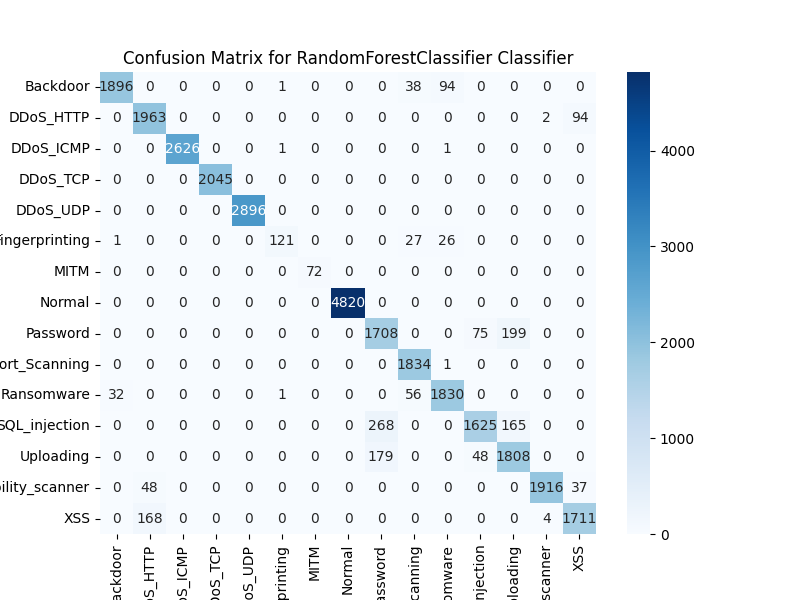 Confusion Matrix for RandomForestClassifier Classifier
Backdoor 1896 0 0 0 0 1 0 0 0 38 94 0 0 0 0
DDoS_HTTP 0 1963 0 0 0 0 0 0 0 0 0 0 0 2 94
DDoS_ICMP 0 0 2626 0 0 1 0 0 0 0 1 0 0 0 0
DDoS_TCP 0 0 0 2045 0 0 0 0 0 0 0 0 0 0 0
DDoS_UDP 0 0 0 0 2896 0 0 0 0 0 0 0 0 0 0
ingerprinting 1 0 0 0 0 121 0 0 0 27 26 0 0 0 0
MITM 0 0 0 0 0 0 72 0 0 0 0 0 0 0 0
Normal 0 0 0 0 0 0 0 4820 0 0 0 0 0 0 0
Password 0 0 0 0 0 0 0 0 1708 0 0 75 199 0 0
ort_Scanning 0 0 0 0 0 0 0 0 0 1834 1 0 0 0 0
Ransomware 32 0 0 0 0 1 0 0 0 56 1830 0 0 0 0
SQL_injection 0 0 0 0 0 0 0 0 268 0 0 1625 165 0 0
Uploading 0 0 0 0 0 0 0 0 179 0 0 48 1808 0 0
bility_scanner 0 48 0 0 0 0 0 0 0 0 0 0 0 1916 37
XSS 0 168 0 0 0 0 0 0 0 0 0 0 0 4 1711
ackdoor
oS_HTTP
oS_ICMP
DoS_TCP
oS_UDP
printing
MITM
Normal
assword
canning
omware
njection
ploading
scanner
XSS
4000
3000
2000
1000
0